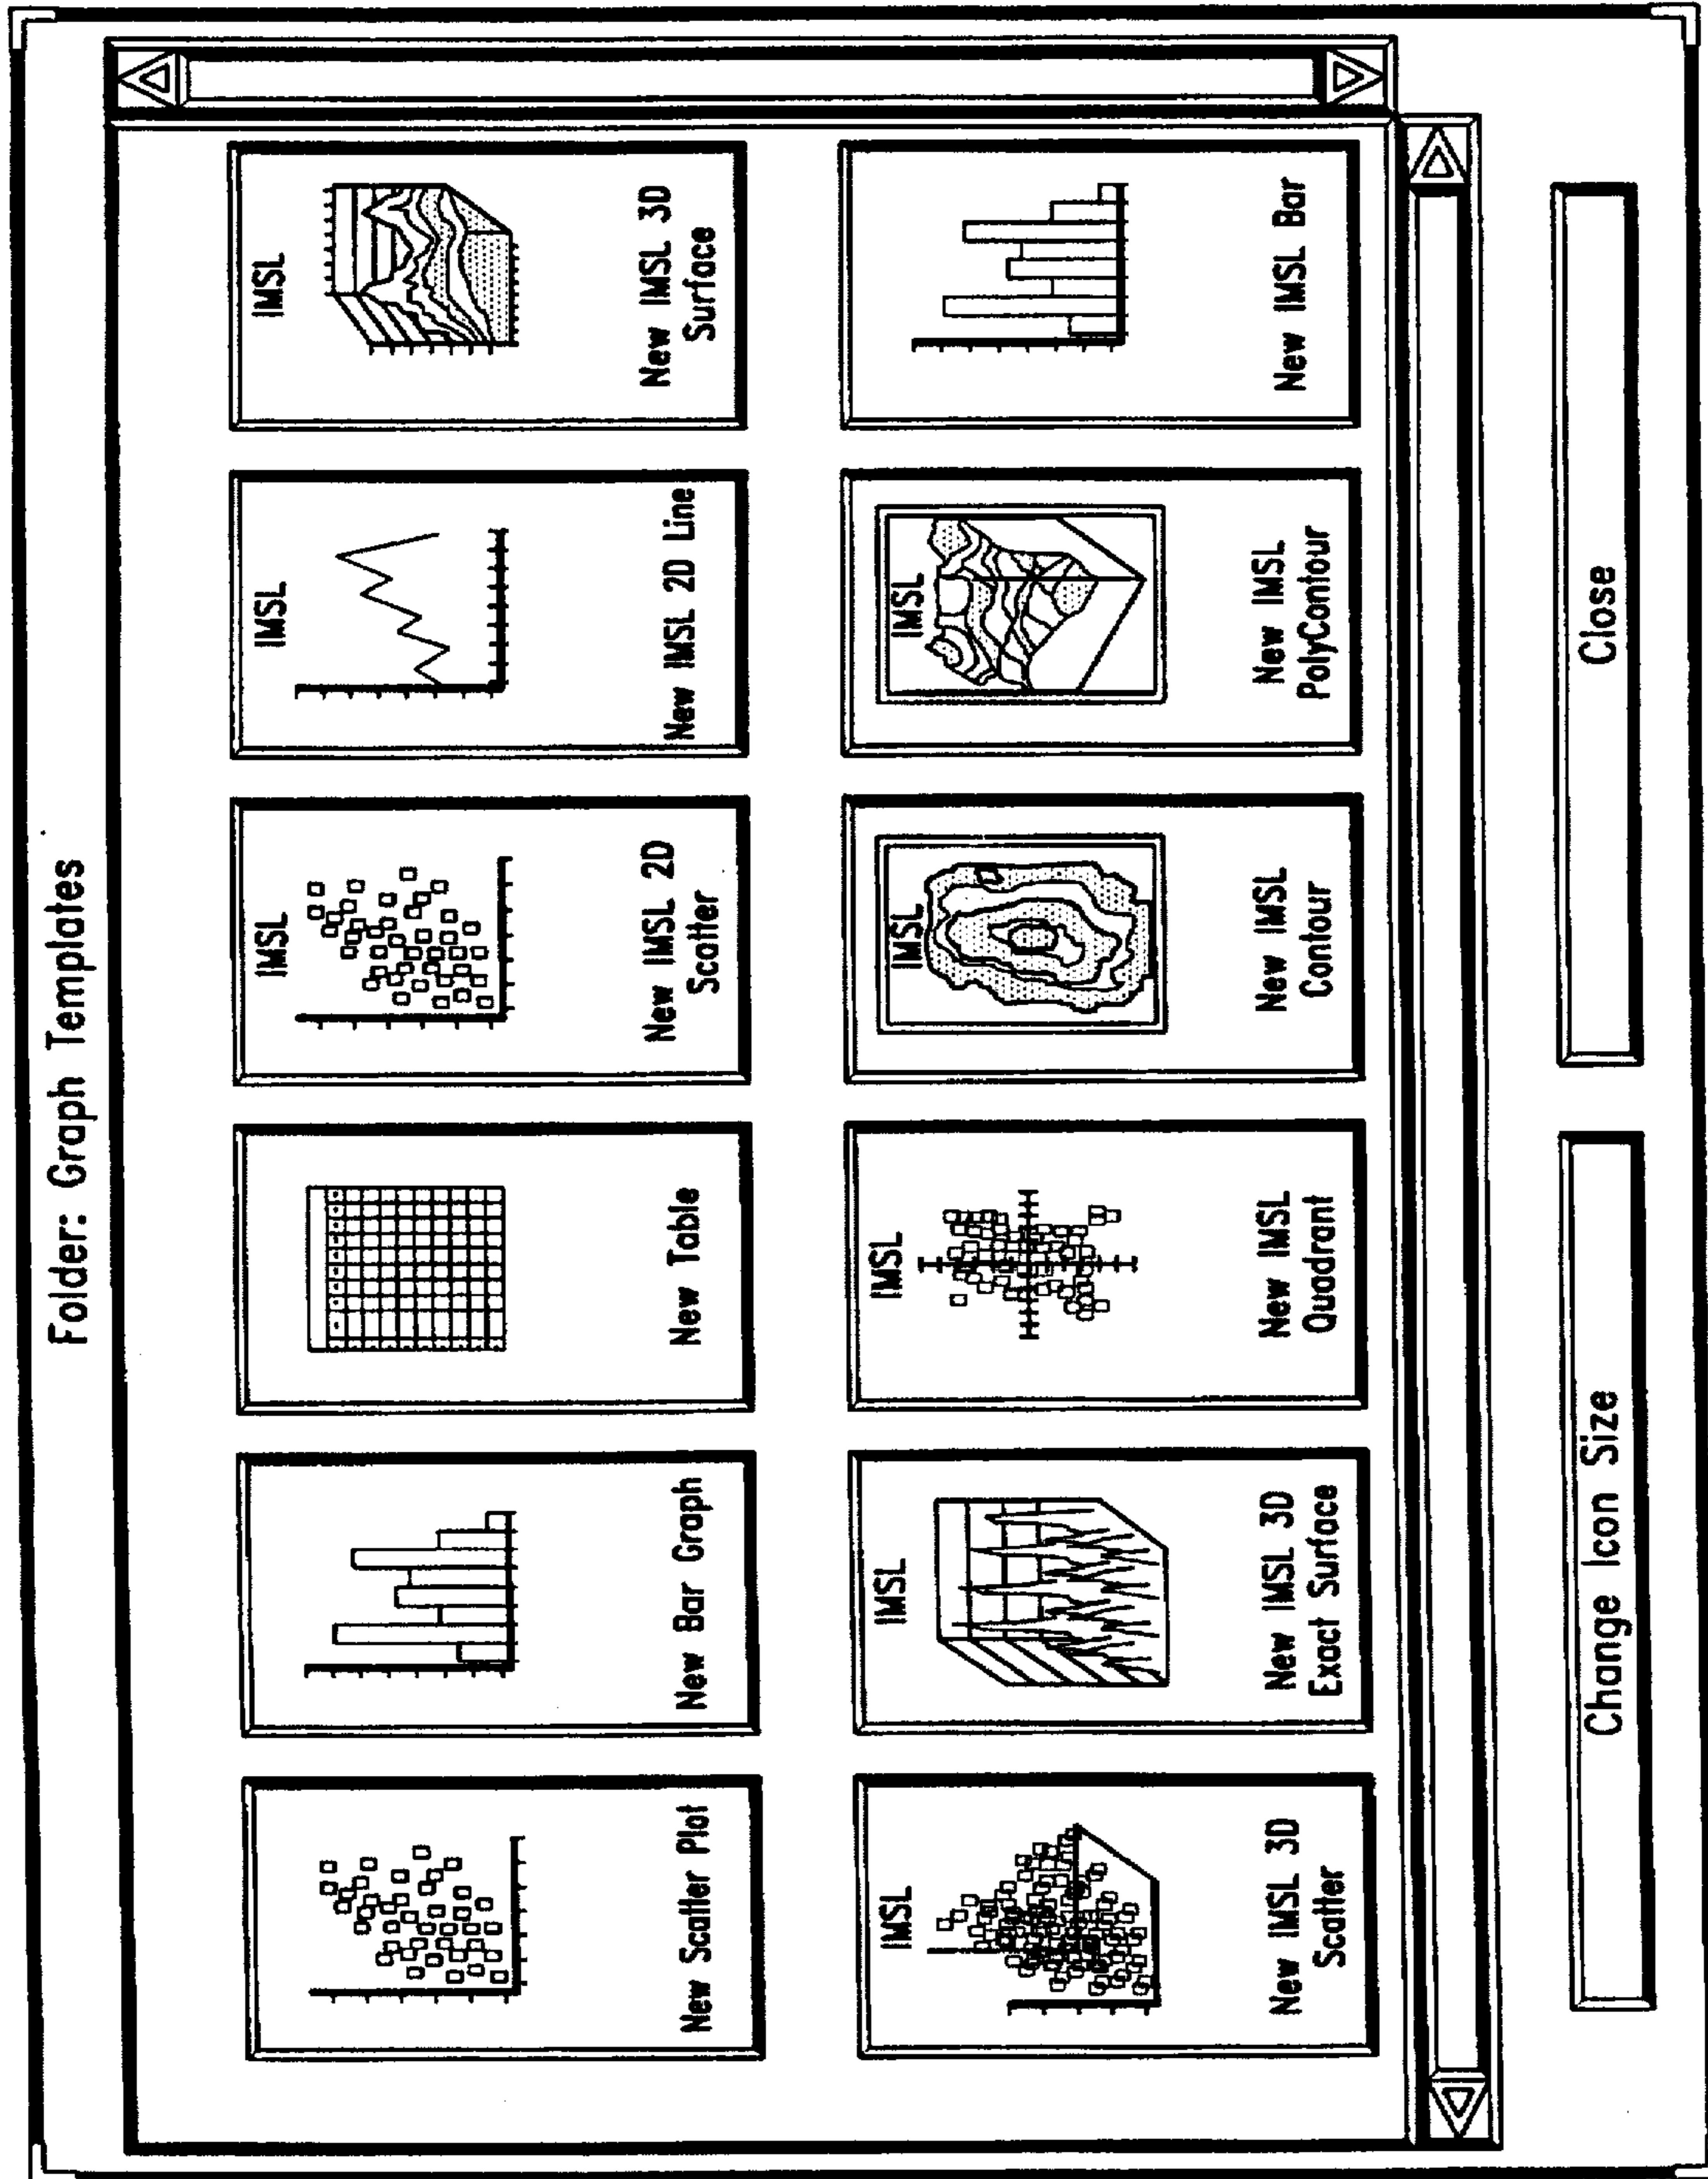 Folder: Graph Templates
New Scatter Plot
New Bar Graph
New Table
IMSL
New IMSL 2D
Scatter
IMSL
New IMSL 2D Line
IMSL
New IMSL 3D
Surface
IMSL
New IMSL 3D
Scatter
IMSL
New IMSL 3D
Exact Surface
IMSL
New IMSL
Quadrant
IMSL
New IMSL
Contour
IMSL
New IMSL
PolyContour
New IMSL Bar
Change Icon Size
Close